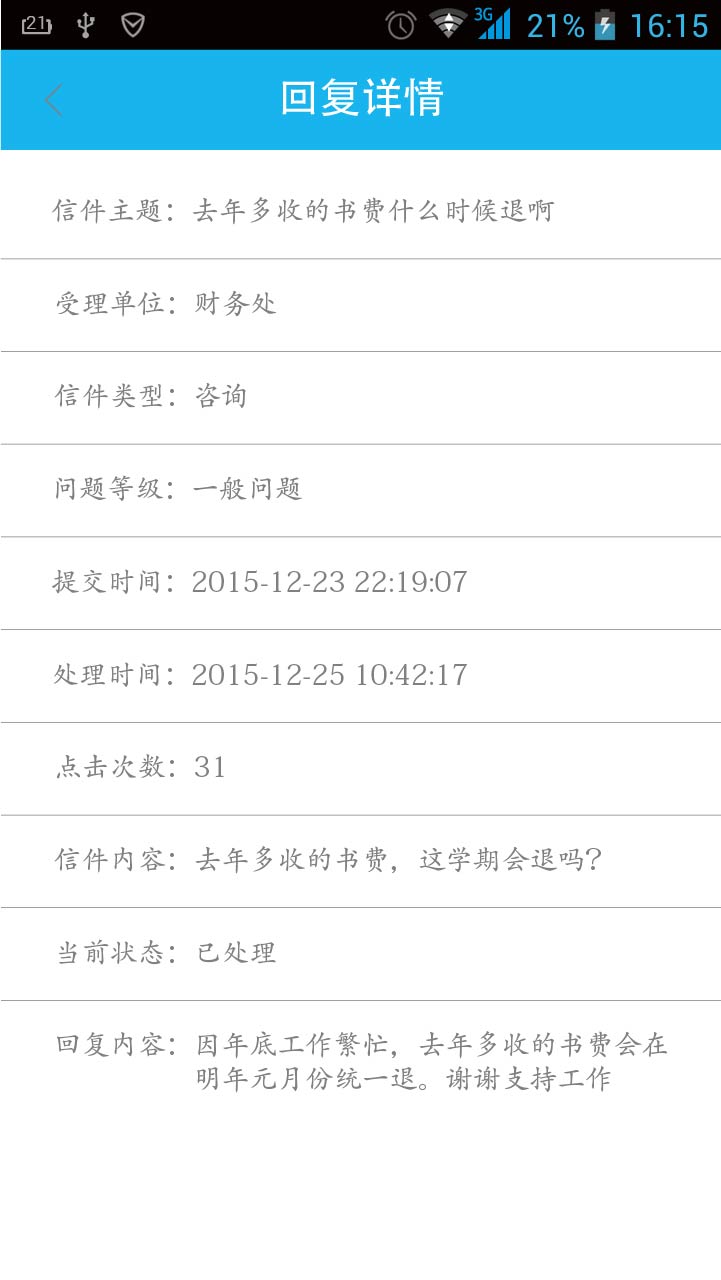 21 3G 21% 16:15
回复详情
信件主题：去年多收的书费什么时候退啊
受理单位：财务处
信件类型：咨询
问题等级：一般问题
提交时间：2015-12-23 22:19:07
处理时间：2015-12-25 10:42:17
点击次数：31
信件内容：去年多收的书费，这学期会退吗？
当前状态：已处理
回复内容：因年底工作繁忙，去年多收的书费会在
明年元月份统一退。谢谢支持工作